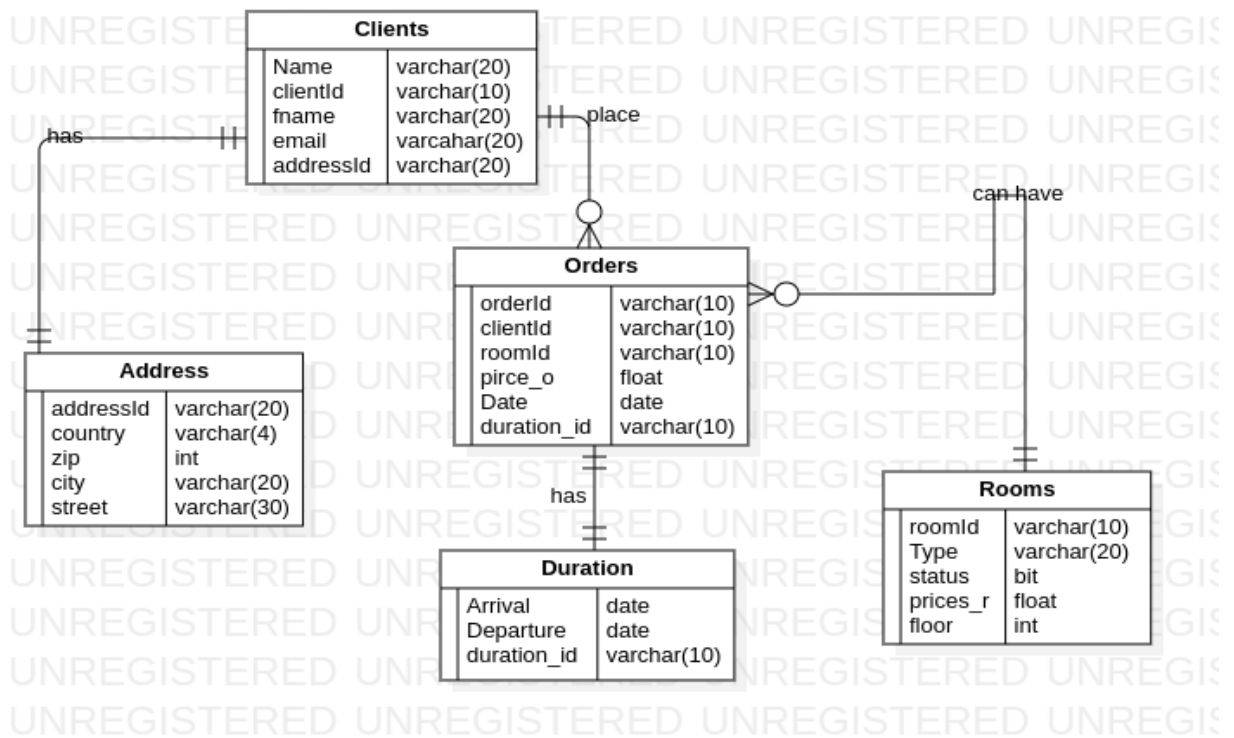 Clients
Name varchar(20)
clientId varchar(10)
fname varchar(20)
email varcahar(20)
addressId varchar(20)
has
place
can have
Orders
orderId varchar(10)
clientId varchar(10)
roomId varchar(10)
pirce_o float
Date date
duration_id varchar(10)
Address
addressId varchar(20)
country varchar(4)
zip int
city varchar(20)
street varchar(30)
has
Rooms
roomId varchar(10)
Type varchar(20)
status bit
prices_r float
floor int
Duration
Arrival date
Departure date
duration_id varchar(10)
UNREGISTERED